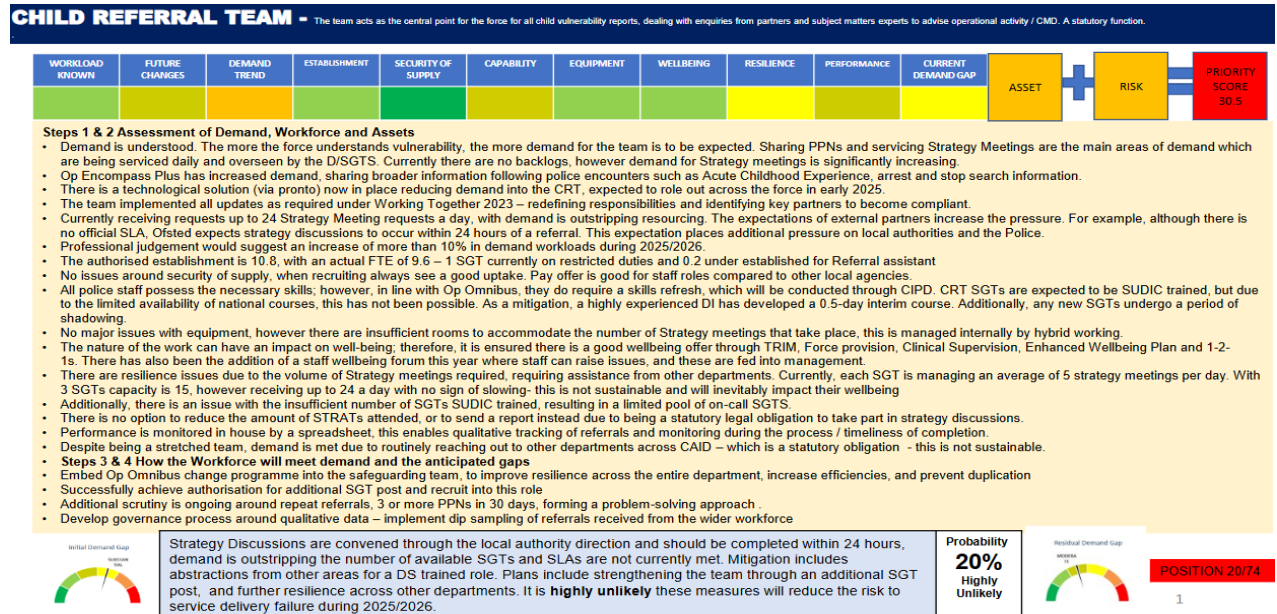 CHILD REFERRAL TEAM - The team acts as the central point for the force for all child vulnerability reports, dealing with enquiries from partners and subject matters experts to advise operational activity / CMD. A statutory function.
WORKLOAD KNOWN
FUTURE CHANGES
DEMAND TREND
ESTABLISHMENT
SECURITY OF SUPPLY
CAPABILITY
EQUIPMENT
WELLBEING
RESILIENCE
PERFORMANCE
CURRENT DEMAND GAP
ASSET
RISK
PRIORITY SCORE 30.5
Steps 1 & 2 Assessment of Demand, Workforce and Assets
• Demand is understood. The more the force understands vulnerability, the more demand for the team is to be expected. Sharing PPNs and servicing Strategy Meetings are the main areas of demand which
are being serviced daily and overseen by the D/SGTS. Currently there are no backlogs, however demand for Strategy meetings is significantly increasing.
• Op Encompass Plus has increased demand, sharing broader information following police encounters such as Acute Childhood Experience, arrest and stop search information.
• There is a technological solution (via pronto) now in place reducing demand into the CRT, expected to role out across the force in early 2025.
• The team implemented all updates as required under Working Together 2023 – redefining responsibilities and identifying key partners to become compliant.
• Currently receiving requests up to 24 Strategy Meeting requests a day, with demand is outstripping resourcing. The expectations of external partners increase the pressure. For example, although there is
no official SLA, Ofsted expects strategy discussions to occur within 24 hours of a referral. This expectation places additional pressure on local authorities and the Police.
• Professional judgement would suggest an increase of more than 10% in demand workloads during 2025/2026.
• The authorised establishment is 10.8, with an actual FTE of 9.6 – 1 SGT currently on restricted duties and 0.2 under established for Referral assistant
• No issues around security of supply, when recruiting always see a good uptake. Pay offer is good for staff roles compared to other local agencies.
• All police staff possess the necessary skills; however, in line with Op Omnibus, they do require a skills refresh, which will be conducted through CIPD. CRT SGTs are expected to be SUDIC trained, but due
to the limited availability of national courses, this has not been possible. As a mitigation, a highly experienced DI has developed a 0.5-day interim course. Additionally, any new SGTs undergo a period of
shadowing.
• No major issues with equipment, however there are insufficient rooms to accommodate the number of Strategy meetings that take place, this is managed internally by hybrid working.
• The nature of the work can have an impact on well-being; therefore, it is ensured there is a good wellbeing offer through TRIM, Force provision, Clinical Supervision, Enhanced Wellbeing Plan and 1-2-
1s. There has also been the addition of a staff wellbeing forum this year where staff can raise issues, and these are fed into management.
• There are resilience issues due to the volume of Strategy meetings required, requiring assistance from other departments. Currently, each SGT is managing an average of 5 strategy meetings per day. With
3 SGTs capacity is 15, however receiving up to 24 a day with no sign of slowing- this is not sustainable and will inevitably impact their wellbeing
• Additionally, there is an issue with the insufficient number of SGTs SUDIC trained, resulting in a limited pool of on-call SGTS.
• There is no option to reduce the amount of STRATs attended, or to send a report instead due to being a statutory legal obligation to take part in strategy discussions.
• Performance is monitored in house by a spreadsheet, this enables qualitative tracking of referrals and monitoring during the process / timeliness of completion.
• Despite being a stretched team, demand is met due to routinely reaching out to other departments across CAID – which is a statutory obligation - this is not sustainable.
• Steps 3 & 4 How the Workforce will meet demand and the anticipated gaps
• Embed Op Omnibus change programme into the safeguarding team, to improve resilience across the entire department, increase efficiencies, and prevent duplication
• Successfully achieve authorisation for additional SGT post and recruit into this role
• Additional scrutiny is ongoing around repeat referrals, 3 or more PPNs in 30 days, forming a problem-solving approach .
• Develop governance process around qualitative data – implement dip sampling of referrals received from the wider workforce
Initial Demand Gap
Strategy Discussions are convened through the local authority direction and should be completed within 24 hours,
demand is outstripping the number of available SGTs and SLAs are not currently met. Mitigation includes
abstractions from other areas for a DS trained role. Plans include strengthening the team through an additional SGT
post, and further resilience across other departments. It is highly unlikely these measures will reduce the risk to
service delivery failure during 2025/2026.
Probability
20%
Highly
Unlikely
Residual Demand Gap
POSITION 20/74
1